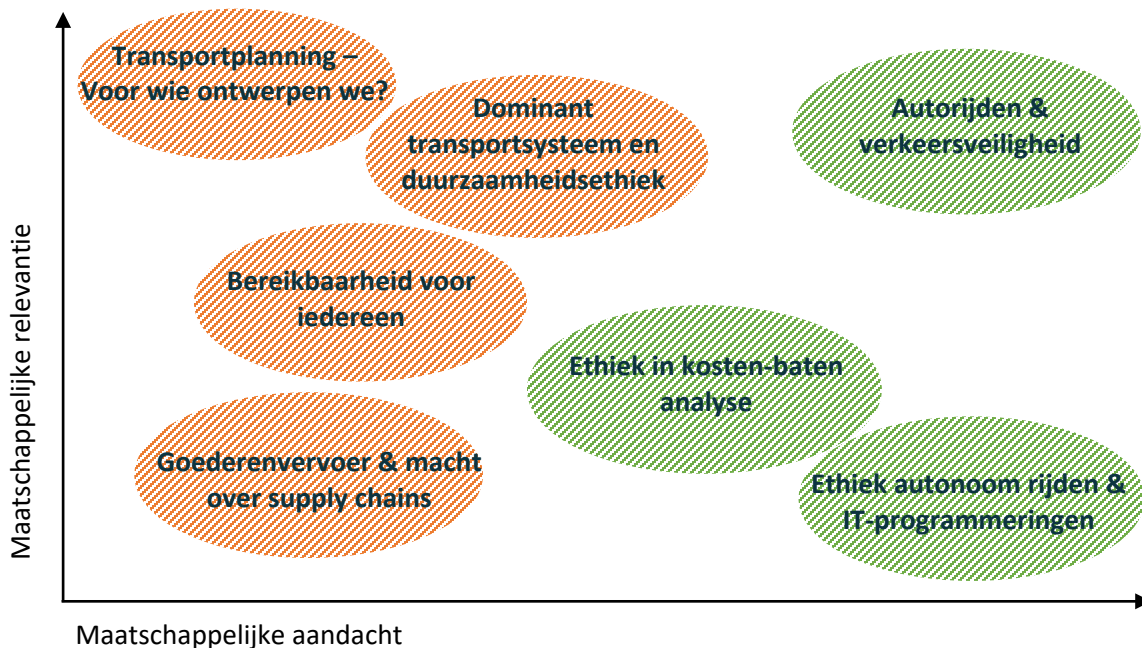 Transportplanning –
Voor wie ontwerpen we?
Dominant
transportsysteem en
duurzaamheidsethiek
Autorijden &
verkeersveiligheid
Bereikbaarheid voor
iedereen
Ethiek in kosten-baten
analyse
Goederenvervoer & macht
over supply chains
Ethiek autonoom rijden &
IT-programmeringen
Maatschappelijke relevantie
Maatschappelijke aandacht